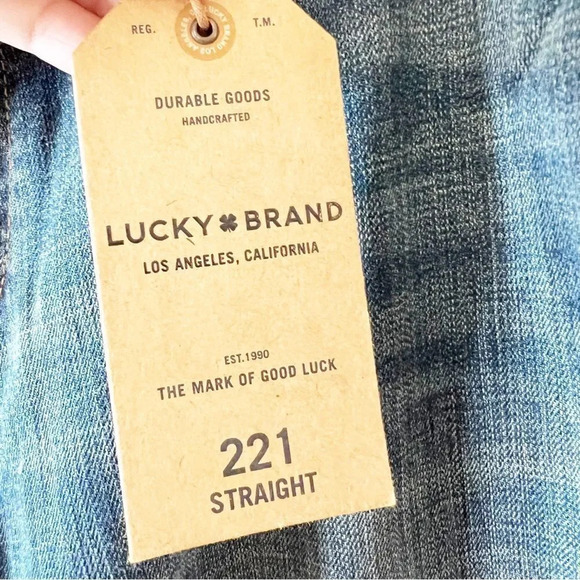 REG. T.M.
DURABLE GOODS
HANDCRAFTED
LUCKY BRAND
LOS ANGELES, CALIFORNIA
EST.1990
THE MARK OF GOOD LUCK
221
STRAIGHT